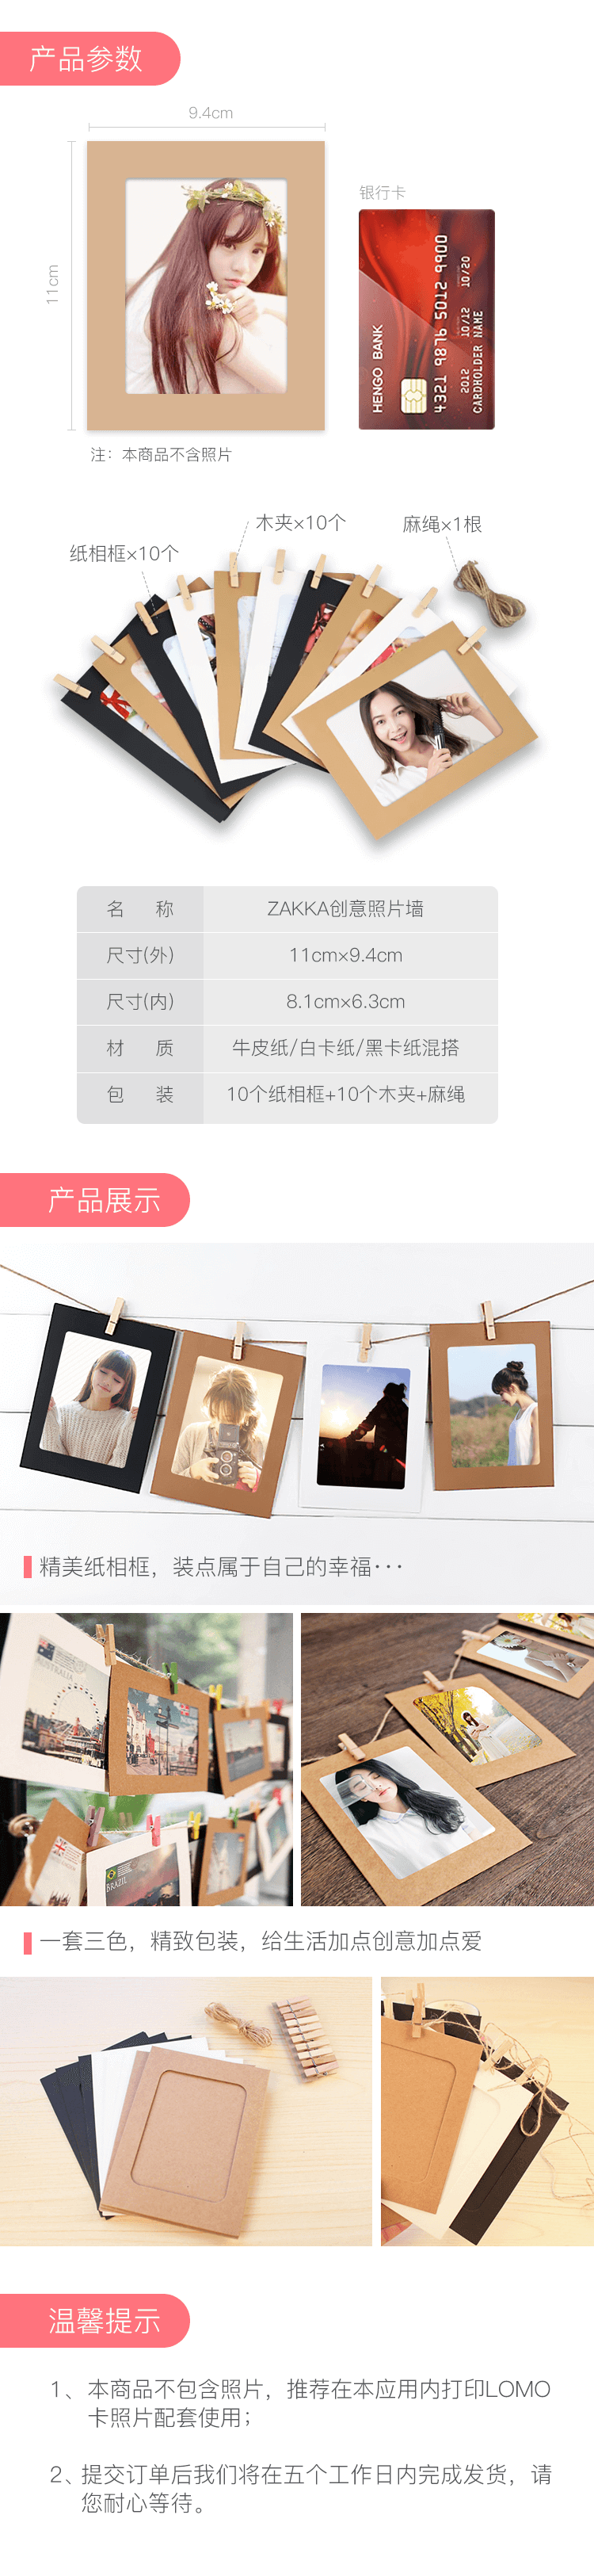 产品参数
9.4cm
银行卡
11cm
HENGO BANK
4321 9876 5012 9900
2012 10/12 10/20
CARDHOLDER NAME
注：本商品不含照片
木夹×10个
麻绳×1根
纸相框×10个
名 称 ZAKKA创意照片墙
尺寸(外) 11cm×9.4cm
尺寸(内) 8.1cm×6.3cm
材 质 牛皮纸/白卡纸/黑卡纸混搭
包 装 10个纸相框+10个木夹+麻绳
产品展示
精美纸相框，装点属于自己的幸福···
AUSTRALIA
BRAZIL
一套三色，精致包装，给生活加点创意加点爱
温馨提示
1、本商品不包含照片，推荐在本应用内打印LOMO
卡照片配套使用；
2、提交订单后我们将在五个工作日内完成发货，请
您耐心等待。